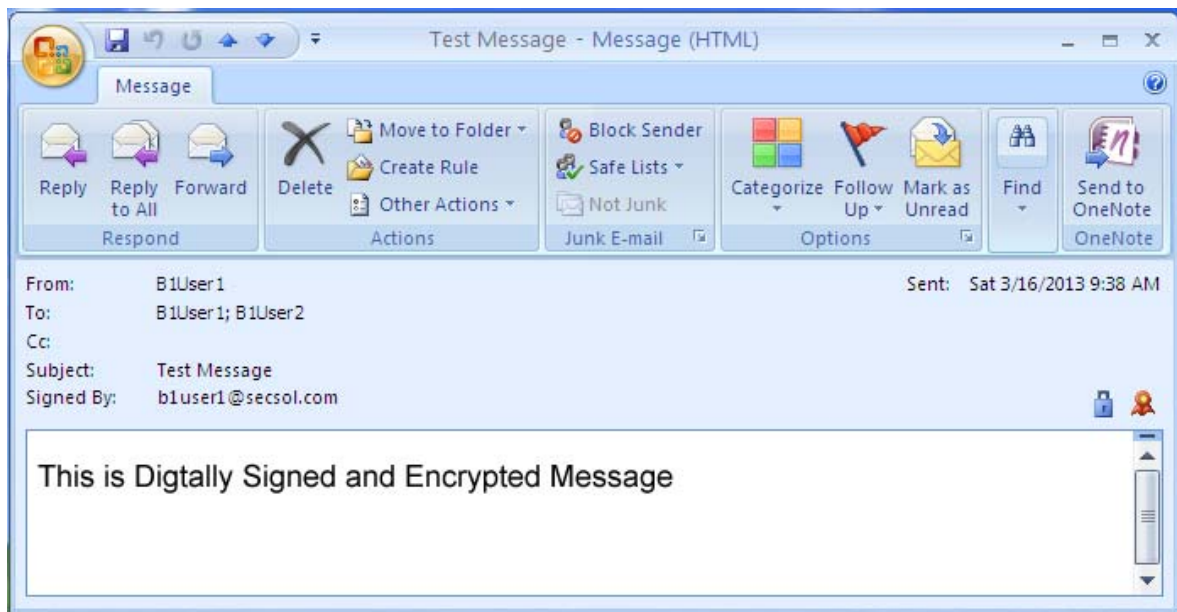 Test Message - Message (HTML)
Message
Reply
Reply to All
Forward
Respond
Delete
Move to Folder
Create Rule
Other Actions
Actions
Block Sender
Safe Lists
Not Junk
Junk E-mail
Categorize
Follow Up
Mark as Unread
Options
Find
Send to OneNote
OneNote
From: B1User1 Sent: Sat 3/16/2013 9:38 AM
To: B1User1; B1User2
Cc:
Subject: Test Message
Signed By: b1user1@secsol.com
This is Digtally Signed and Encrypted Message